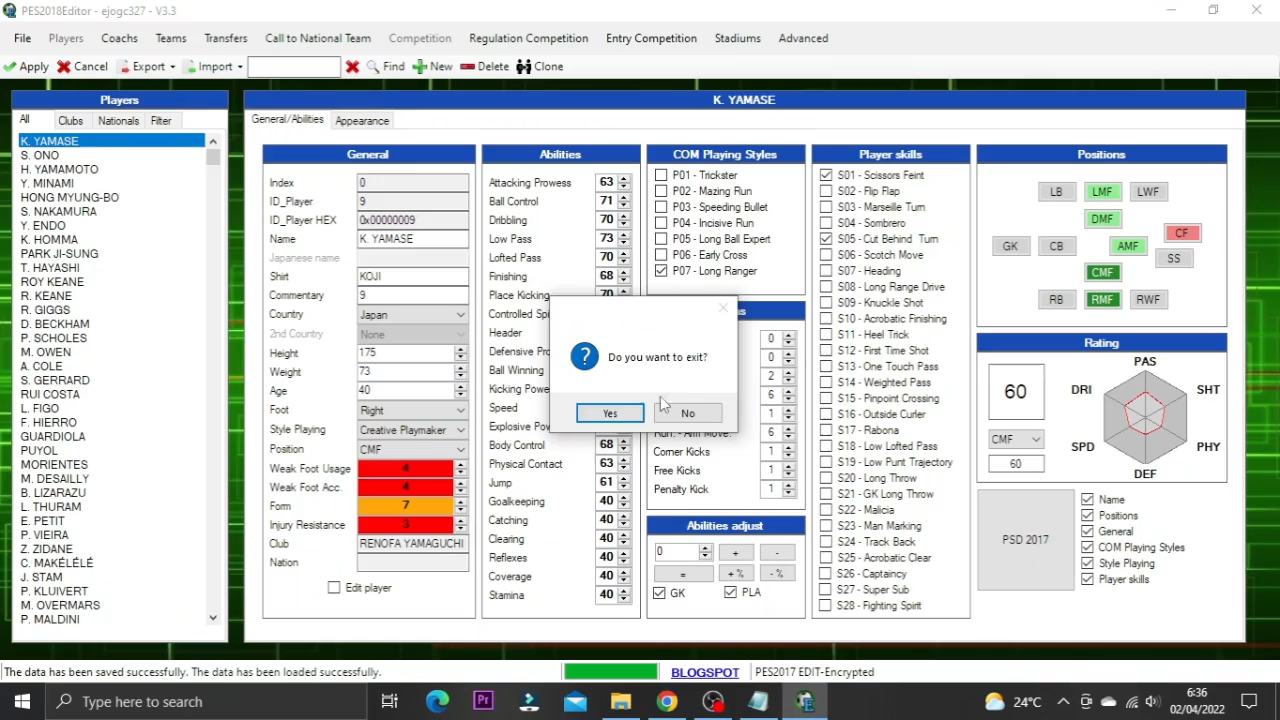 PES2018Editor - ejogc327 - V3.3
File Players Coachs Teams Transfers Call to National Team Competition Regulation Competition Entry Competition Stadiums Advanced
Apply Cancel Export Import Find New Delete Clone
Players
All Clubs Nationals Filter
K. YAMASE
S. ONO
H. YAMAMOTO
Y. MINAMI
HONG MYUNG-BO
S. NAKAMURA
Y. ENDO
K. HOMMA
PARK JI-SUNG
T. HAYASHI
ROY KEANE
R. KEANE
R. GIGGS
D. BECKHAM
P. SCHOLES
M. OWEN
A. COLE
S. GERRARD
RUI COSTA
L. FIGO
F. HIERRO
GUARDIOLA
PUYOL
MORIENTES
M. DESAILLY
B. LIZARAZU
L. THURAM
E. PETIT
P. VIEIRA
Z. ZIDANE
C. MAKÉLÉLÉ
J. STAM
P. KLUIVERT
M. OVERMARS
P. MALDINI
K. YAMASE
General/Abilities Appearance
General
Index 0
ID_Player 9
ID_Player HEX 0x00000009
Name K. YAMASE
Japanese name
Shirt KOJI
Commentary 9
Country Japan
2nd Country None
Height 175
Weight 73
Age 40
Foot Right
Style Playing Creative Playmaker
Position CMF
Weak Foot Usage 4
Weak Foot Acc. 4
Form 7
Injury Resistance 3
Club RENOFA YAMAGUCHI
Nation
Edit player
Abilities
Attacking Prowess 63
Ball Control 71
Dribbling 70
Low Pass 73
Lofted Pass 70
Finishing 68
Place Kicking 70
Controlled
Header
Defensive
Ball Winning
Kicking
Speed
Explosive
Body Control 68
Physical Contact 63
Jump 61
Goalkeeping 40
Catching 40
Clearing 40
Reflexes 40
Coverage 40
Stamina 40
COM Playing Styles
P01 - Trickster
P02 - Mazing Run
P03 - Speeding Bullet
P04 - Incisive Run
P05 - Long Ball Expert
P06 - Early Cross
P07 - Long Ranger
0
0
2
6
1
6
Corner Kicks 1
Free Kicks 1
Penalty Kick 1
Do you want to exit?
Yes No
Abilities adjust
0 + -
= + % - %
GK PLA
Player skills
S01 - Scissors Feint
S02 - Flip Flap
S03 - Marseille Turn
S04 - Sombrero
S05 - Cut Behind Turn
S06 - Scotch Move
S07 - Heading
S08 - Long Range Drive
S09 - Knuckle Shot
S10 - Acrobatic Finishing
S11 - Heel Trick
S12 - First Time Shot
S13 - One Touch Pass
S14 - Weighted Pass
S15 - Pinpoint Crossing
S16 - Outside Curler
S17 - Rabona
S18 - Low Lofted Pass
S19 - Low Punt Trajectory
S20 - Long Throw
S21 - GK Long Throw
S22 - Malicia
S23 - Man Marking
S24 - Track Back
S25 - Acrobatic Clear
S26 - Captaincy
S27 - Super Sub
S28 - Fighting Spirit
Positions
LB LMF LWF
DMF
CF
GK CB AMF
SS
CMF
RB RMF RWF
Rating
60
CMF
60
PAS
DRI SHT
SPD PHY
DEF
PSD 2017
Name
Positions
General
COM Playing Styles
Style Playing
Player skills
The data has been saved successfully. The data has been loaded successfully. BLOGSPOT PES2017 EDIT-Encrypted
Type here to search
Pr
24°C
6:36
02/04/2022